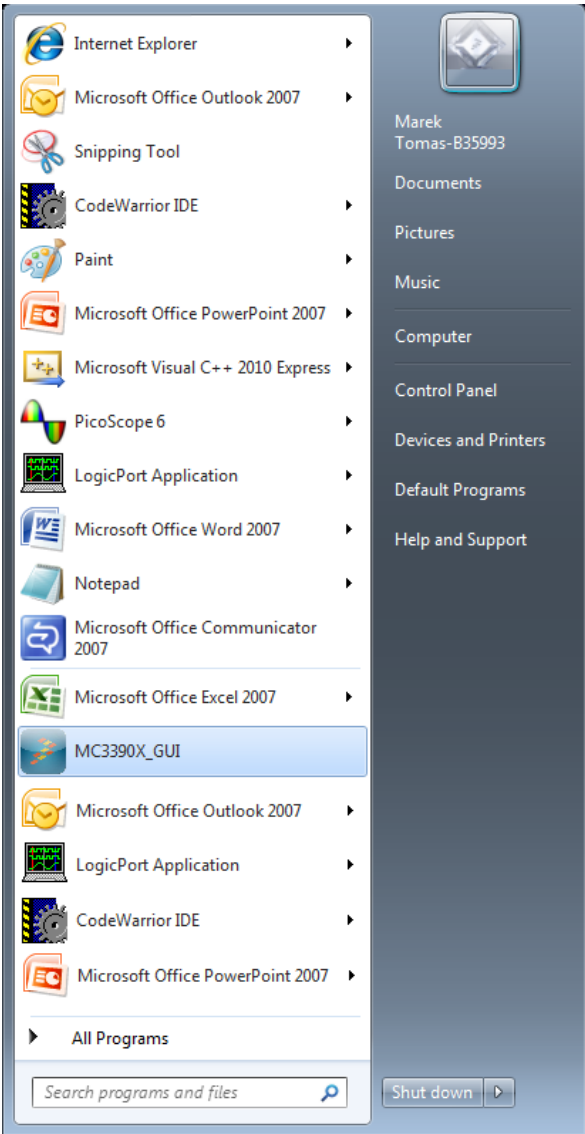 Internet Explorer
Microsoft Office Outlook 2007
Snipping Tool
CodeWarrior IDE
Paint
Microsoft Office PowerPoint 2007
Microsoft Visual C++ 2010 Express
PicoScope 6
LogicPort Application
Microsoft Office Word 2007
Notepad
Microsoft Office Communicator
2007
Microsoft Office Excel 2007
MC3390X_GUI
Microsoft Office Outlook 2007
LogicPort Application
CodeWarrior IDE
Microsoft Office PowerPoint 2007
All Programs
Search programs and files
Marek
Tomas-B35993
Documents
Pictures
Music
Computer
Control Panel
Devices and Printers
Default Programs
Help and Support
Shut down